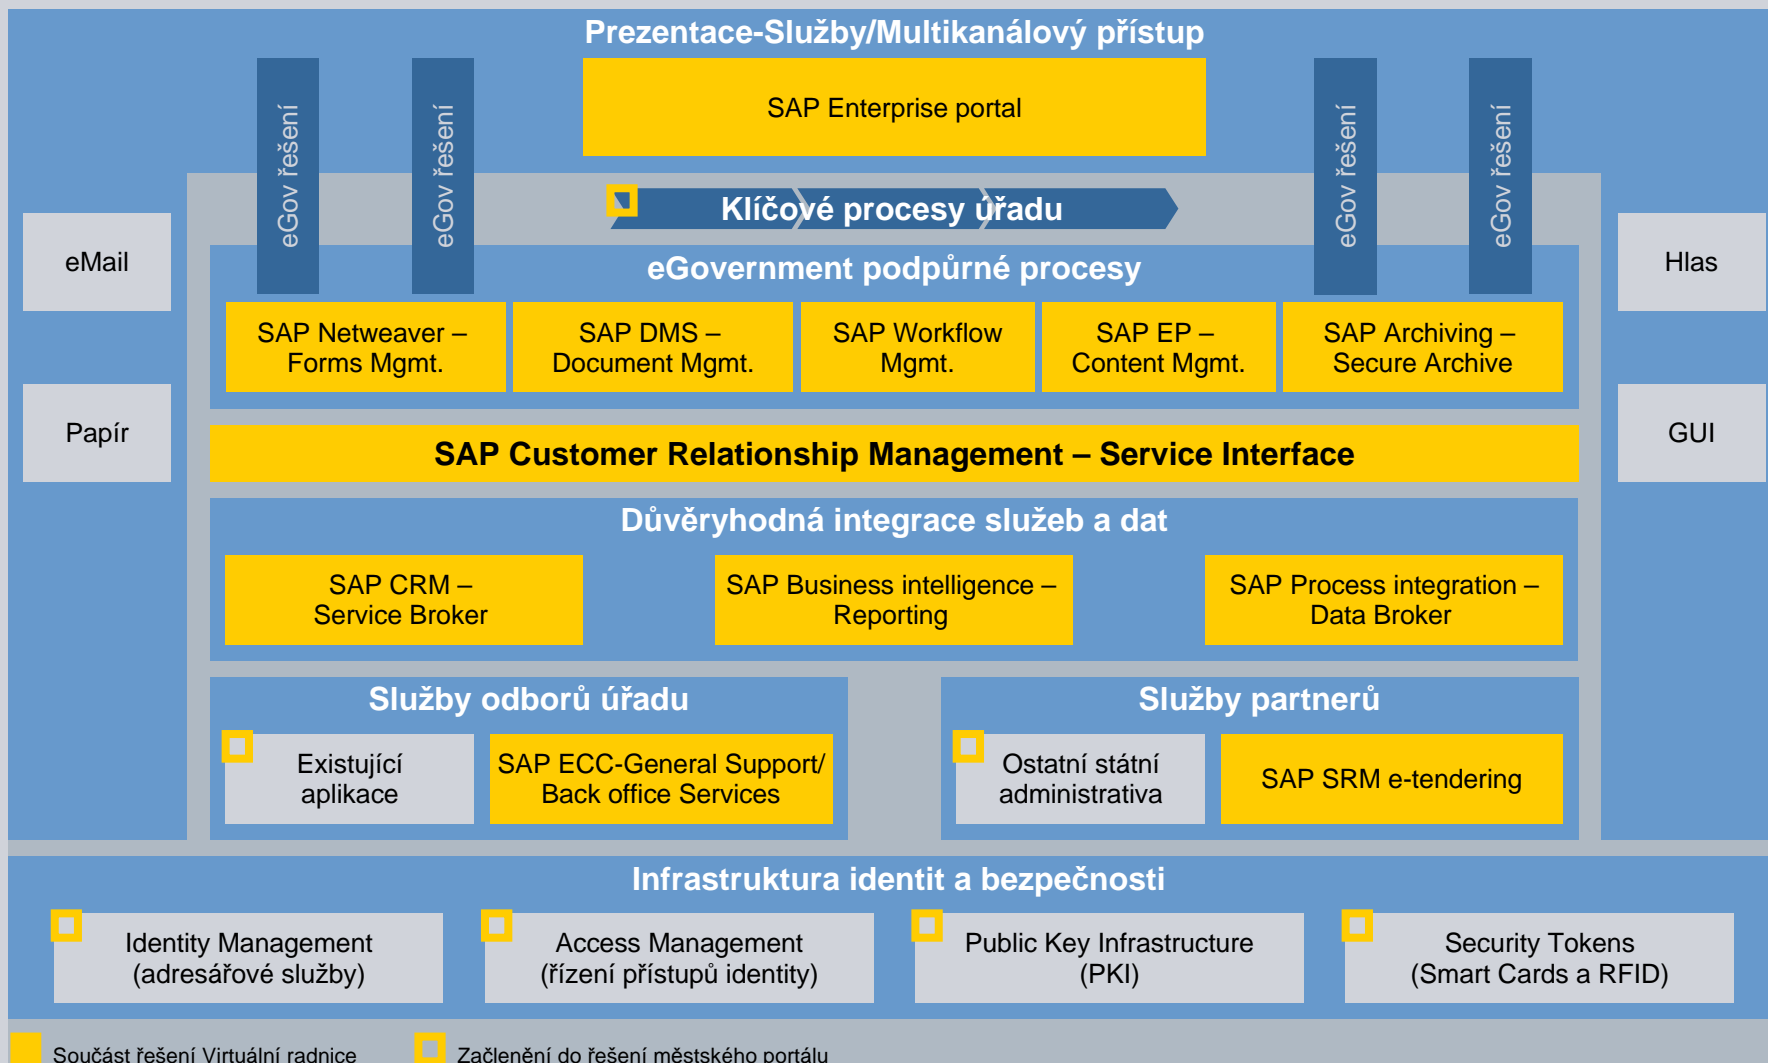 Prezentace-Služby/Multikanálový přístup
SAP Enterprise portal
eGov řešení
eGov řešení
eGov řešení
eGov řešení
Klíčové procesy úřadu
eMail
Papír
Hlas
GUI
eGovernment podpůrné procesy
SAP Netweaver –
Forms Mgmt.
SAP DMS –
Document Mgmt.
SAP Workflow
Mgmt.
SAP EP –
Content Mgmt.
SAP Archiving –
Secure Archive
SAP Customer Relationship Management – Service Interface
Důvěryhodná integrace služeb a dat
SAP CRM –
Service Broker
SAP Business intelligence –
Reporting
SAP Process integration –
Data Broker
Služby odborů úřadu
Existující
aplikace
SAP ECC-General Support/
Back office Services
Služby partnerů
Ostatní státní
administrativa
SAP SRM e-tendering
Infrastruktura identit a bezpečnosti
Identity Management
(adresářové služby)
Access Management
(řízení přístupů identity)
Public Key Infrastructure
(PKI)
Security Tokens
(Smart Cards a RFID)
Součást řešení Virtuální radnice
Začlenění do řešení městského portálu